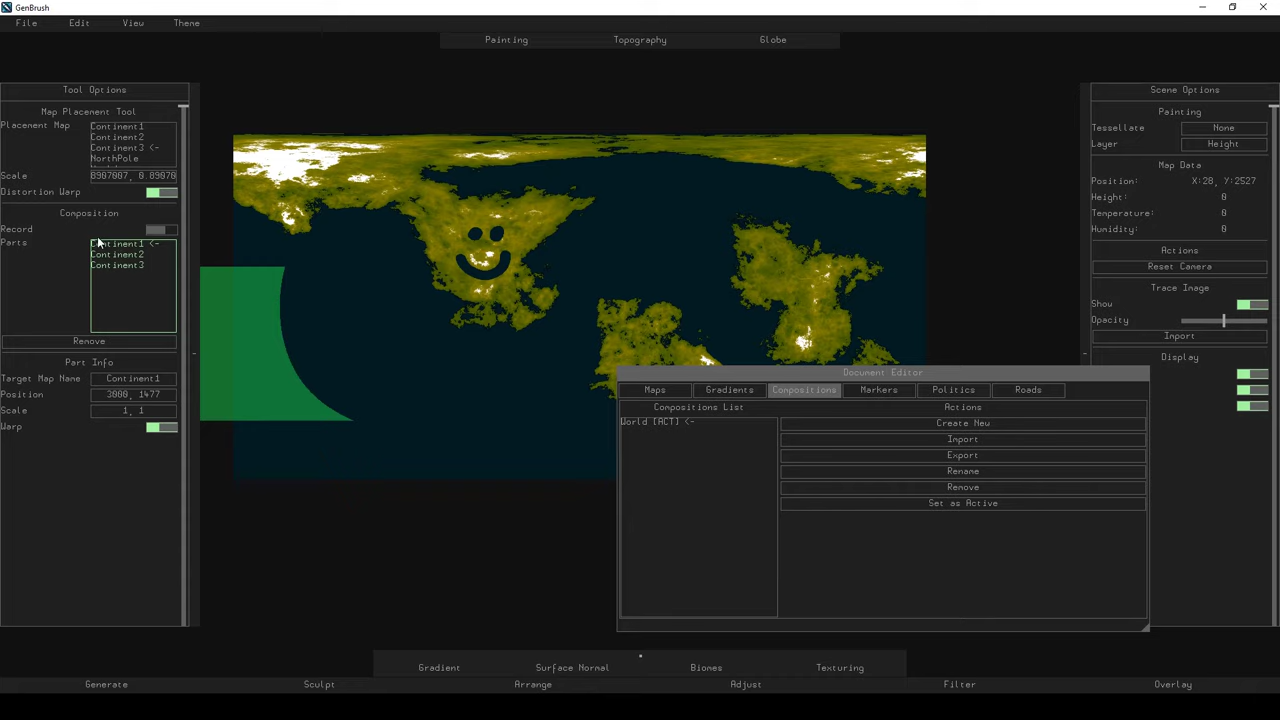 GenBrush
File Edit View Theme
Painting Topography Globe
Tool Options
Map Placement Tool
Placement Map
Continent1
Continent2
Continent3 <-
NorthPole
Scale 8907007, 0.89070
Distortion Warp
Composition
Record
Parts
Continent1 <-
Continent2
Continent3
Remove
Part Info
Target Map Name Continent1
Position 3000, 1477
Scale 1, 1
Warp
Document Editor
Maps Gradients Compositions Markers Politics Roads
Compositions List
World [ACT] <-
Actions
Create New
Import
Export
Rename
Remove
Set as Active
Scene Options
Painting
Tessellate None
Layer Height
Map Data
Position: X:28, Y:2527
Height: 0
Temperature: 0
Humidity: 0
Actions
Reset Camera
Trace Image
Show
Opacity
Import
Display
Gradient Surface Normal Biomes Texturing
Generate Sculpt Arrange Adjust Filter Overlay